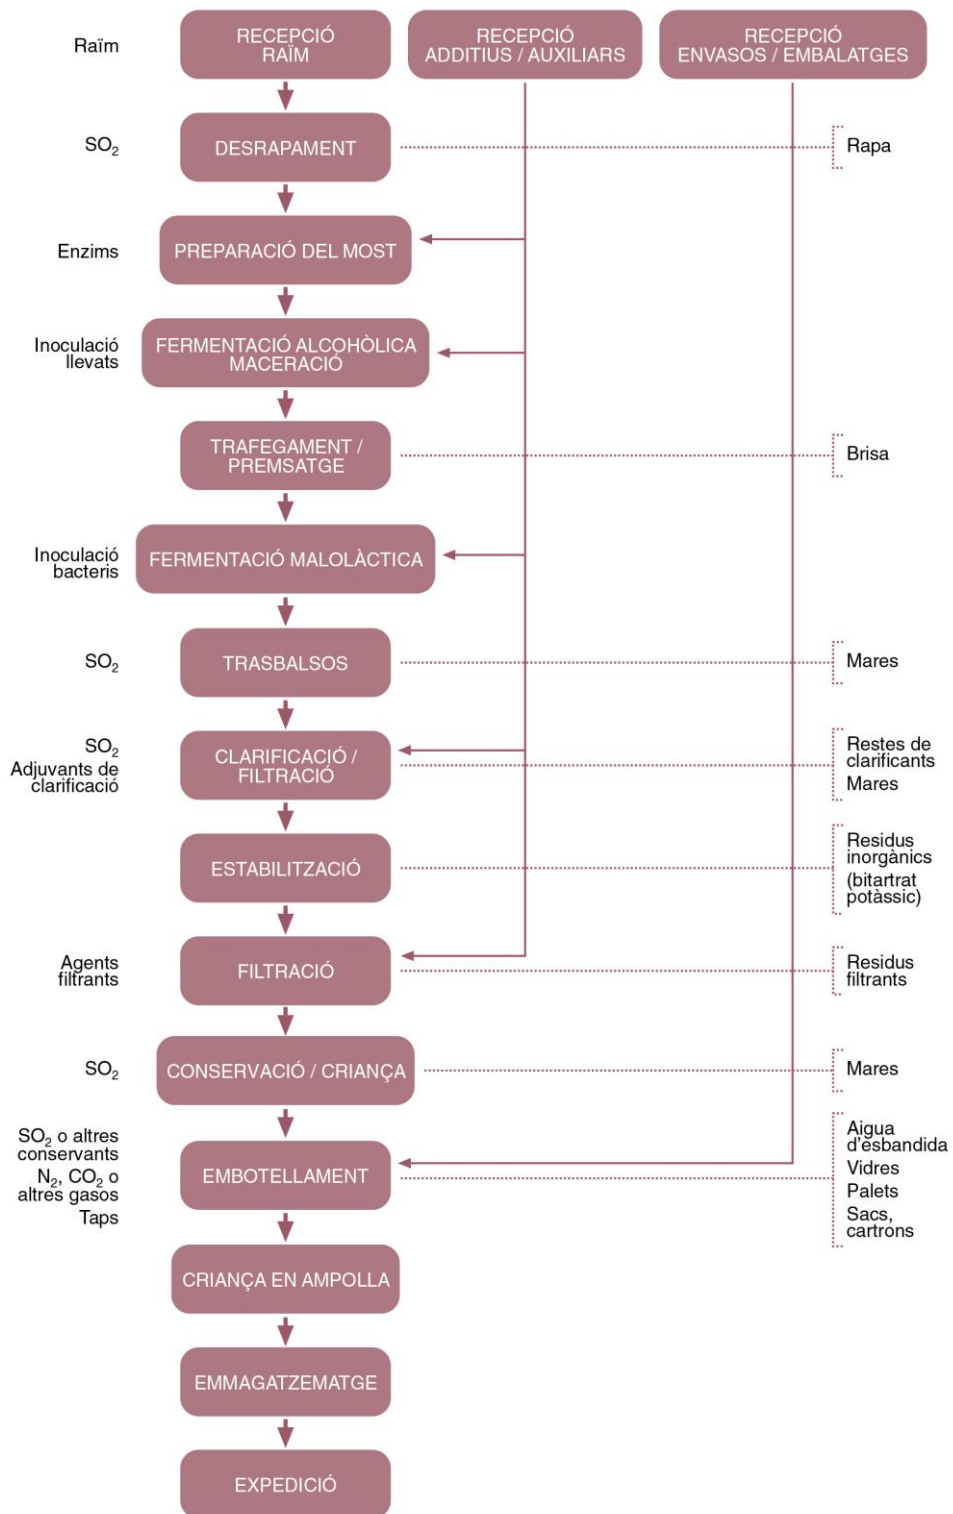 Raïm
RECEPCIÓ
RAÏM
RECEPCIÓ
ADDITIUS / AUXILIARS
RECEPCIÓ
ENVASOS / EMBALATGES
SO₂
DESRAPAMENT
Rapa
Enzims
PREPARACIÓ DEL MOST
Inoculació
llevats
FERMENTACIÓ ALCOHÒLICA
MACERACIÓ
TRAFEGAMENT /
PREMSATGE
Brisa
Inoculació
bacteris
FERMENTACIÓ MALOLÀCTICA
SO₂
TRASBALSOS
Mares
SO₂
Adjuvants de
clarificació
CLARIFICACIÓ /
FILTRACIÓ
Restes de
clarificants
Mares
ESTABILITZACIÓ
Residus
inorgànics
(bitartrat
potàssic)
Agents
filtrants
FILTRACIÓ
Residus
filtrants
SO₂
CONSERVACIÓ / CRIANÇA
Mares
SO₂ o altres
conservants
N₂, CO₂ o
altres gasos
Taps
EMBOTELLAMENT
Aigua
d'esbandida
Vidres
Palets
Sacs,
cartrons
CRIANÇA EN AMPOLLA
EMMAGATZEMATGE
EXPEDICIÓ